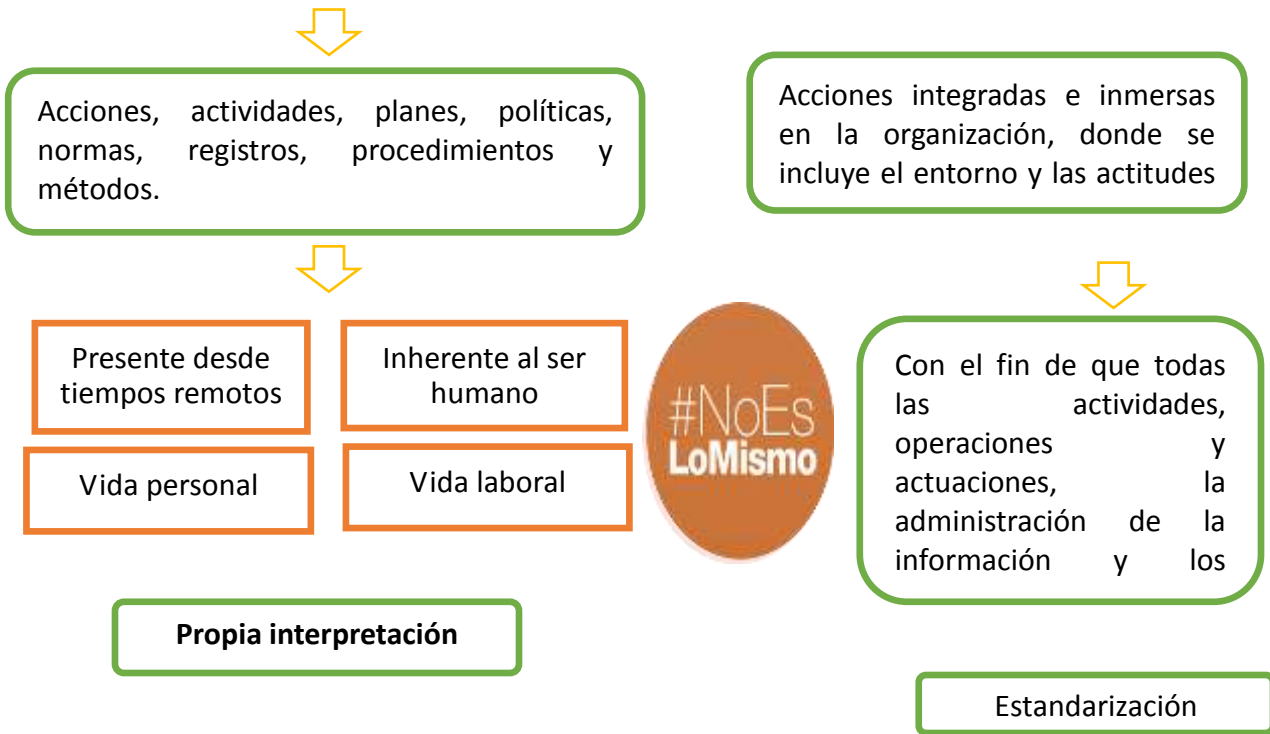 Acciones, actividades, planes, políticas,
normas, registros, procedimientos y
métodos.
Presente desde
tiempos remotos
Inherente al ser
humano
Vida personal
Vida laboral
Propia interpretación
#NoEs
LoMismo
Acciones integradas e inmersas
en la organización, donde se
incluye el entorno y las actitudes
Con el fin de que todas
las actividades,
operaciones y
actuaciones, la
administración de la
información y los
Estandarización